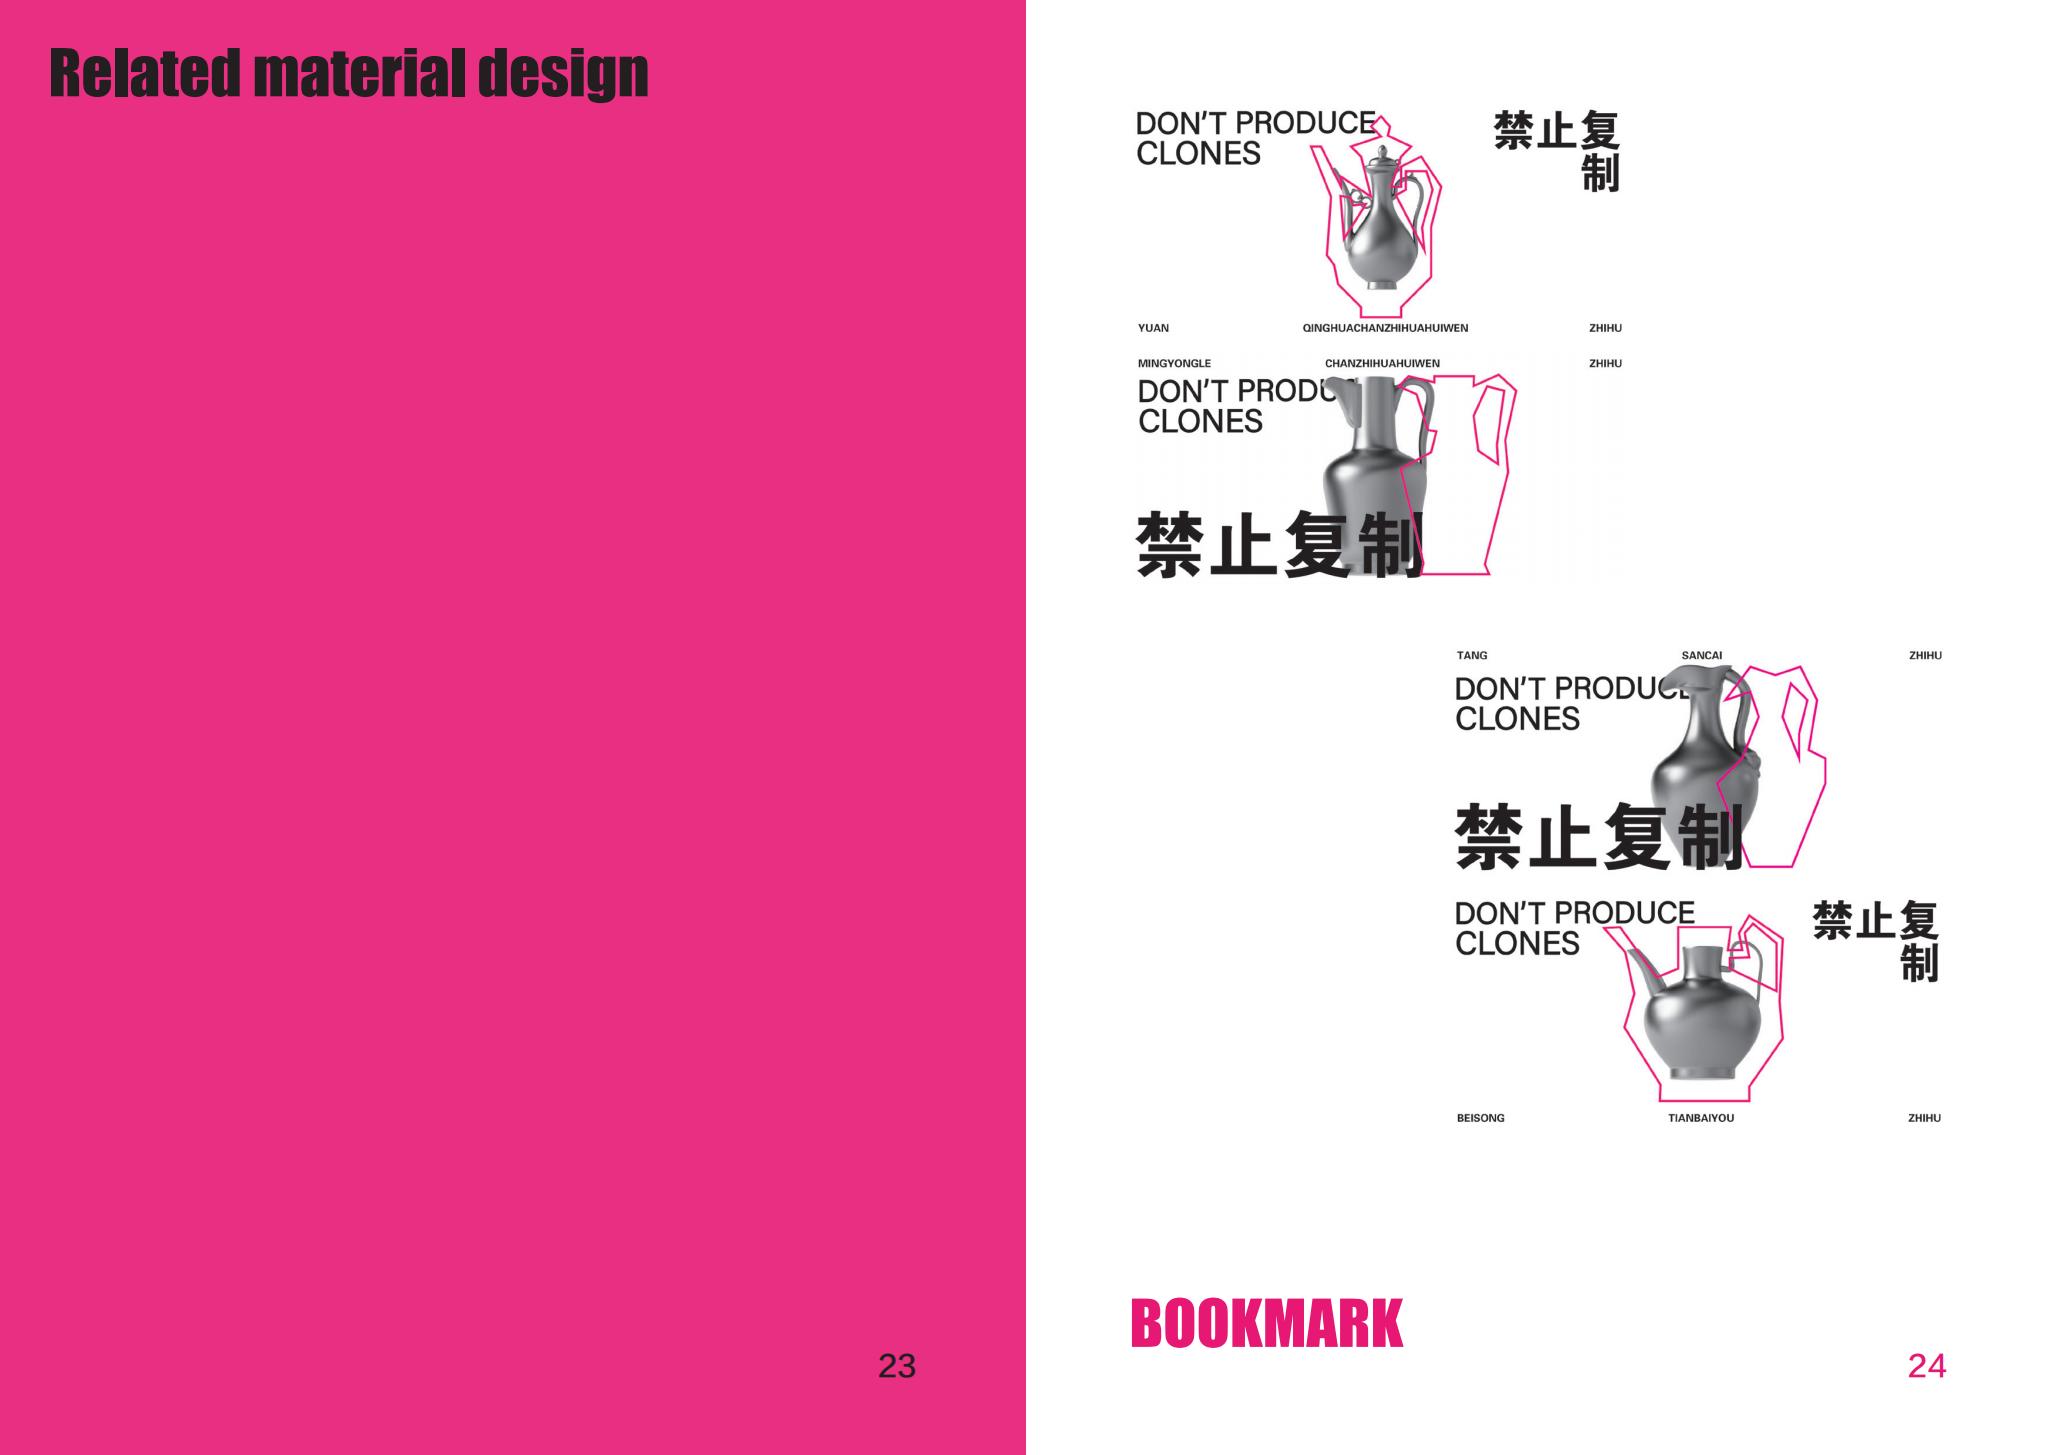 Related material design
23
DON'T PRODUCE
CLONES
禁止复
制
YUAN QINGHUACHANZHIHUAHUIWEN ZHIHU
MINGYONGLE CHANZHIHUAHUIWEN ZHIHU
DON'T PRODU
CLONES
禁止复制
TANG SANCAI ZHIHU
DON'T PRODUCE
CLONES
禁止复制
DON'T PRODUCE
CLONES
禁止复
制
BEISONG TIANBAIYOU ZHIHU
BOOKMARK
24